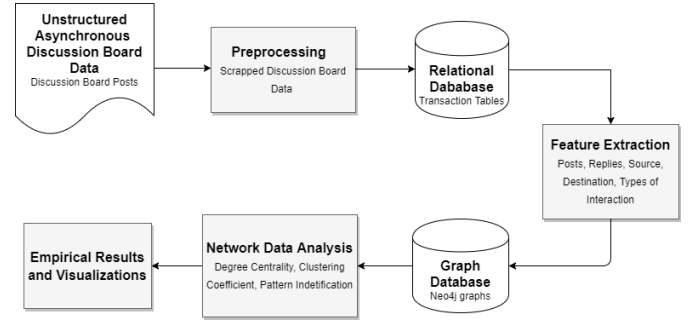 Unstructured
Asynchronous
Discussion Board
Data
Discussion Board Posts
Preprocessing
Scrapped Discussion Board
Data
Relational
Dababase
Transaction Tables
Feature Extraction
Posts, Replies, Source,
Destination, Types of
Interaction
Graph
Database
Neo4j graphs
Network Data Analysis
Degree Centrality, Clustering
Coefficient, Pattern Indetification
Empirical Results
and Visualizations